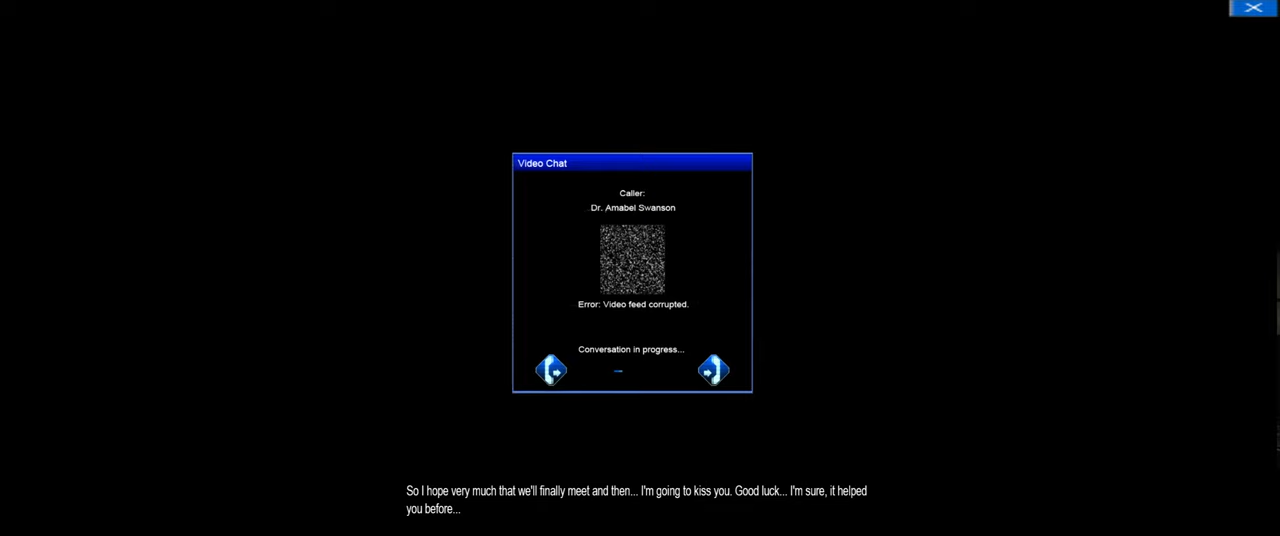 Video Chat
Caller:
Dr. Amabel Swanson
Error: Video feed corrupted.
Conversation in progress...
So I hope very much that we'll finally meet and then... I'm going to kiss you. Good luck... I'm sure, it helped
you before...